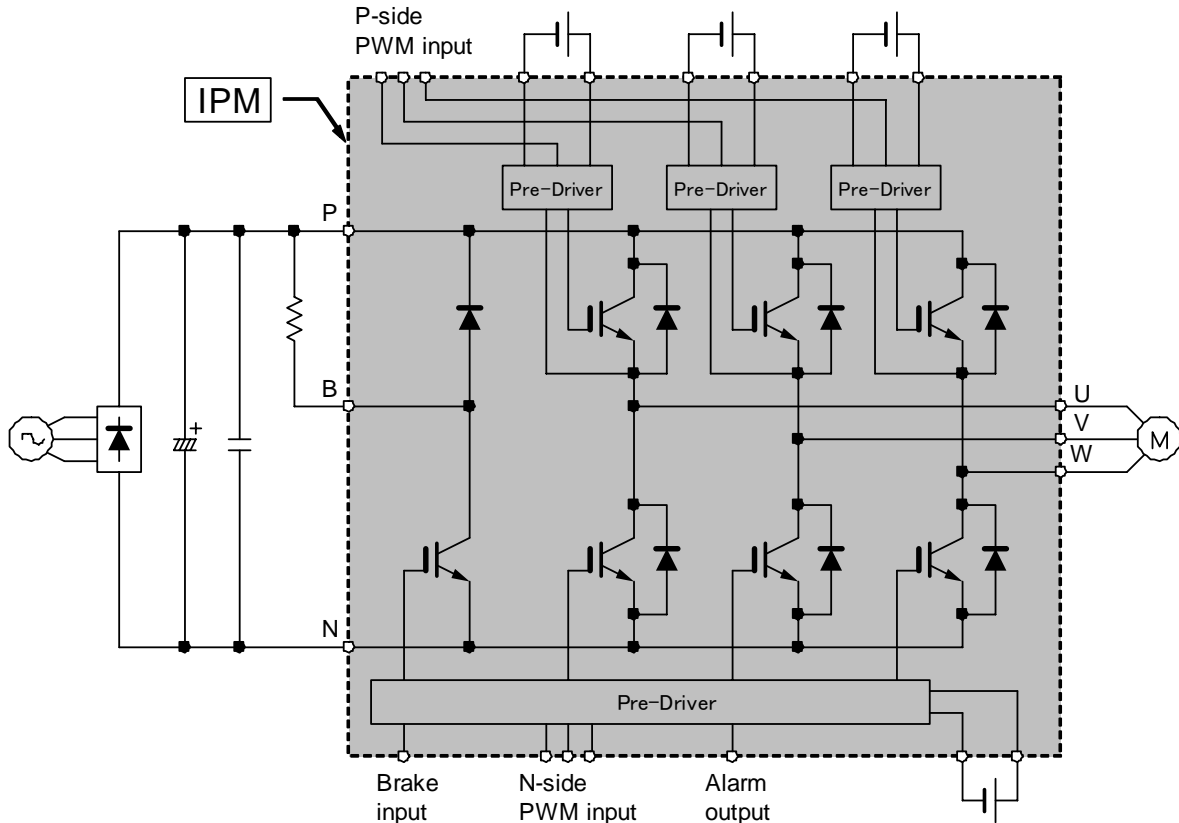 P-side
PWM input
IPM
Pre-Driver
Pre-Driver
Pre-Driver
P
B
U
V
W
M
+
N
Pre-Driver
Brake
input
N-side
PWM input
Alarm
output